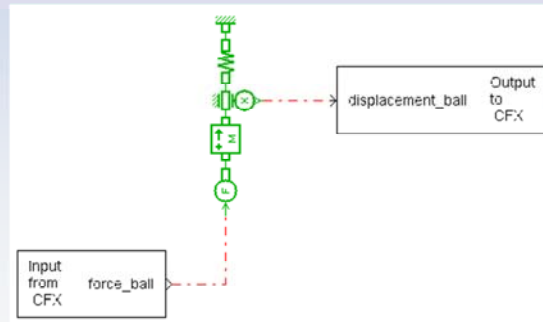 X
displacement_ball
Output
to
CFX
M
F
Input
from
CFX
force_ball